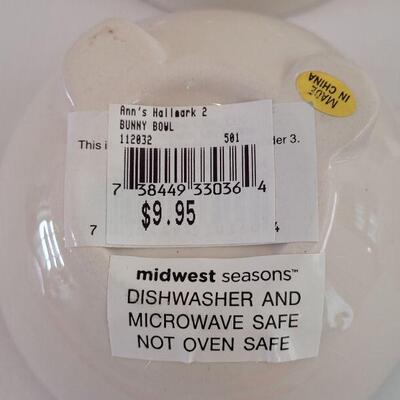 Ann's Hallmark 2
BUNNY BOWL
112032 501
This i
der 3.
7 38449 33036 4
$9.95
7
4
MADE
IN CHINA
midwest seasons™
DISHWASHER AND
MICROWAVE SAFE
NOT OVEN SAFE